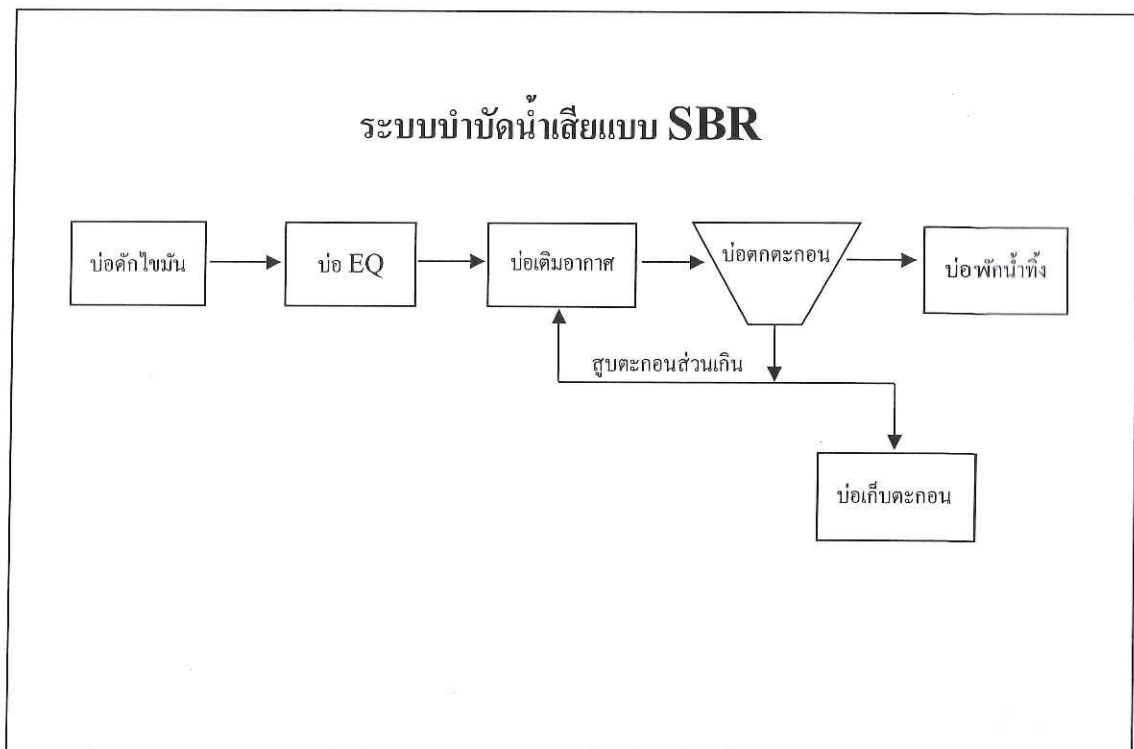 ระบบบำบัดน้ำเสียแบบ SBR
บ่อดักไขมัน
บ่อ EQ
บ่อเติมอากาศ
บ่อตกตะกอน
บ่อพักน้ำทิ้ง
สูบตะกอนส่วนเกิน
บ่อเก็บตะกอน